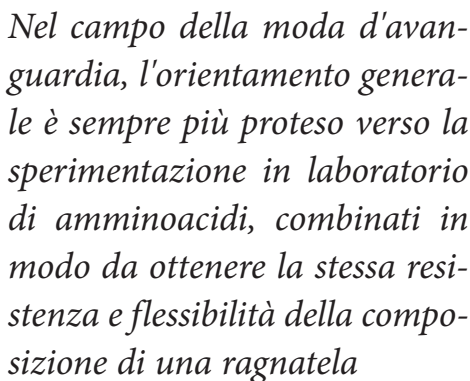 Nel campo della moda d'avan-
guardia, l'orientamento genera-
le è sempre più proteso verso la
sperimentazione in laboratorio
di amminoacidi, combinati in
modo da ottenere la stessa resi-
stenza e flessibilità della compo-
sizione di una ragnatela